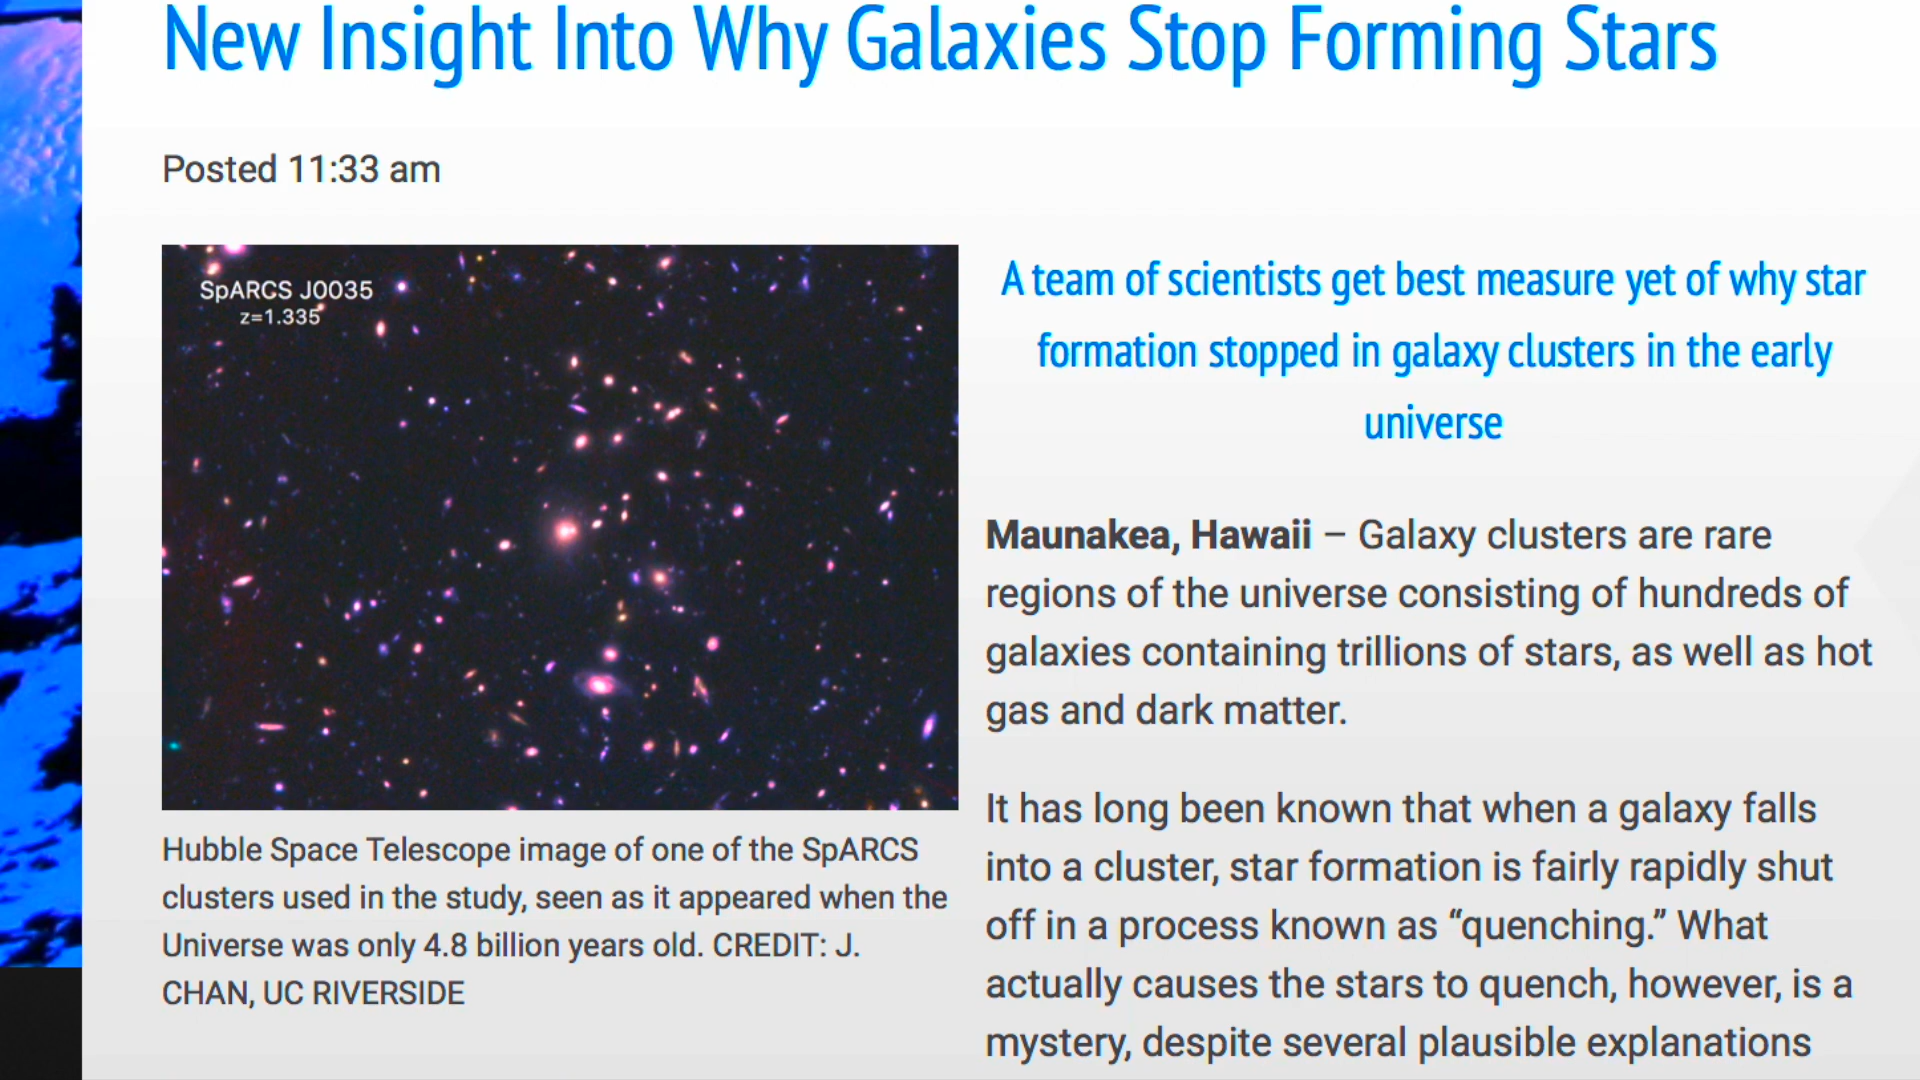 New Insight Into Why Galaxies Stop Forming Stars
Posted 11:33 am
SpARCS J0035
z=1.335
Hubble Space Telescope image of one of the SpARCS
clusters used in the study, seen as it appeared when the
Universe was only 4.8 billion years old. CREDIT: J.
CHAN, UC RIVERSIDE
A team of scientists get best measure yet of why star
formation stopped in galaxy clusters in the early
universe
Maunakea, Hawaii – Galaxy clusters are rare
regions of the universe consisting of hundreds of
galaxies containing trillions of stars, as well as hot
gas and dark matter.
It has long been known that when a galaxy falls
into a cluster, star formation is fairly rapidly shut
off in a process known as “quenching.” What
actually causes the stars to quench, however, is a
mystery, despite several plausible explanations